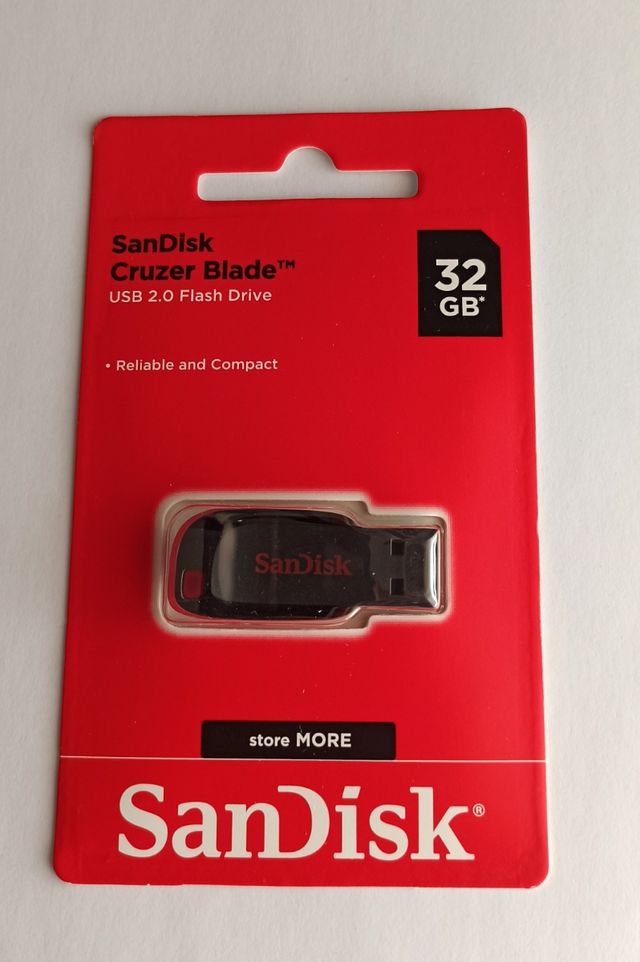 SanDisk
Cruzer Blade™
USB 2.0 Flash Drive
32
GB*
• Reliable and Compact
SanDisk
store MORE
SanDisk®